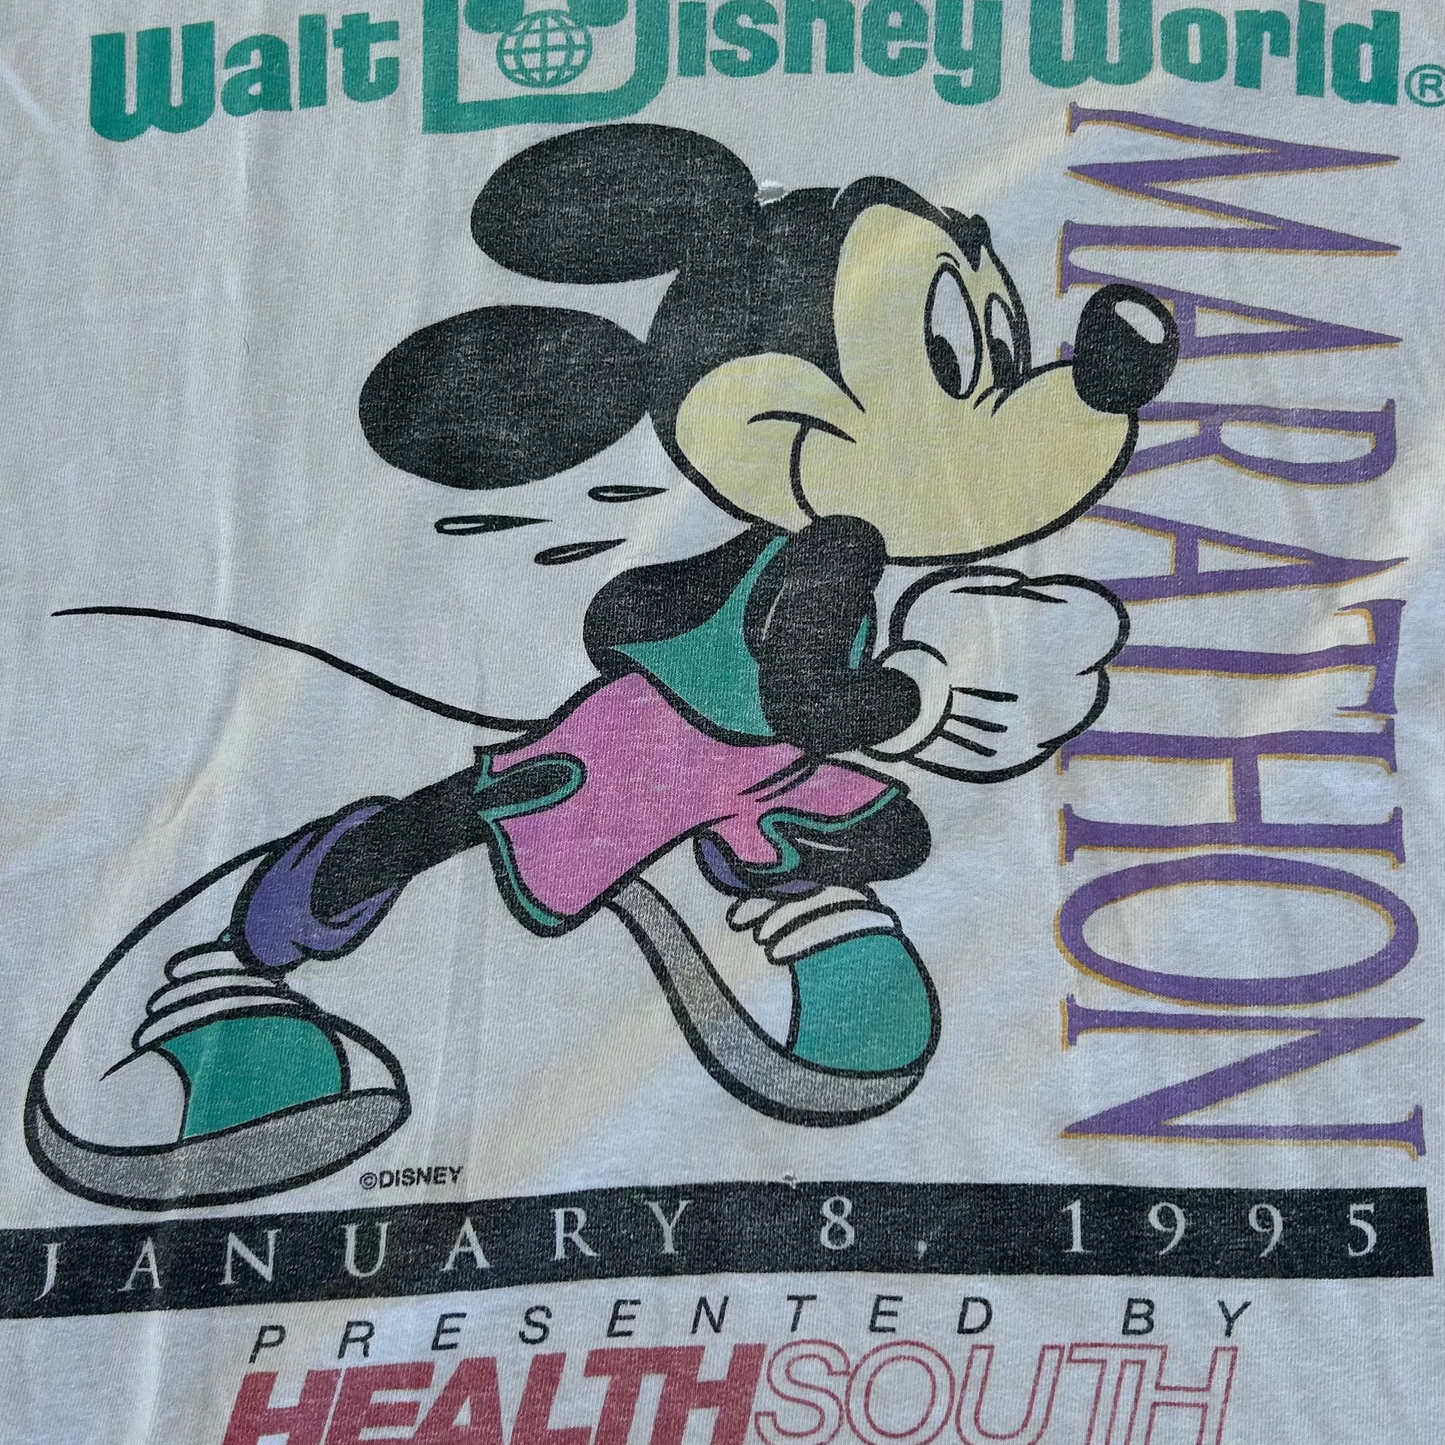 Walt Disney World®
MARATHON
©DISNEY
JANUARY 8, 1995
PRESENTED BY
HEALTHSOUTH